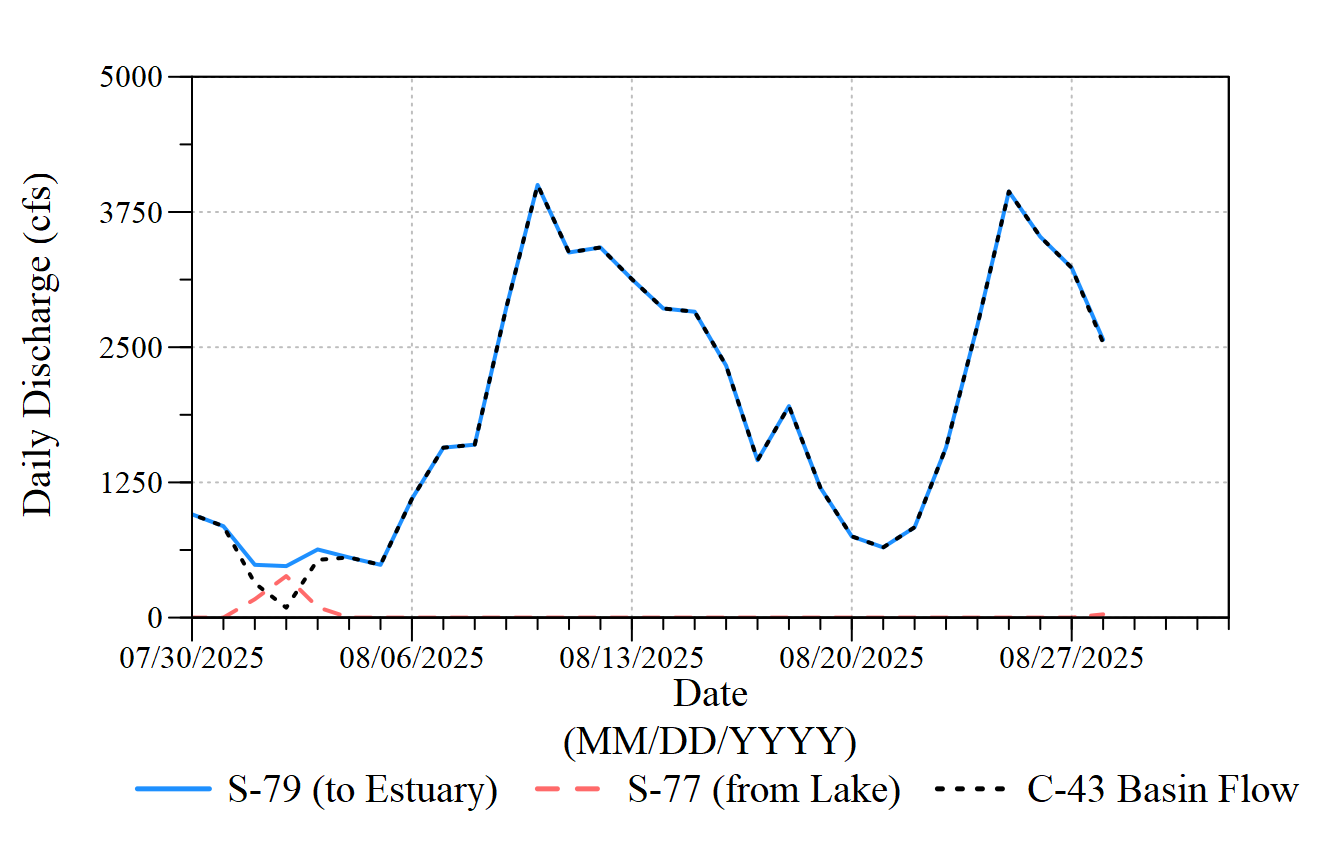 5000
3750
2500
1250
0
Daily Discharge (cfs)
07/30/2025 08/06/2025 08/13/2025 08/20/2025 08/27/2025
Date
(MM/DD/YYYY)
S-79 (to Estuary) S-77 (from Lake) C-43 Basin Flow